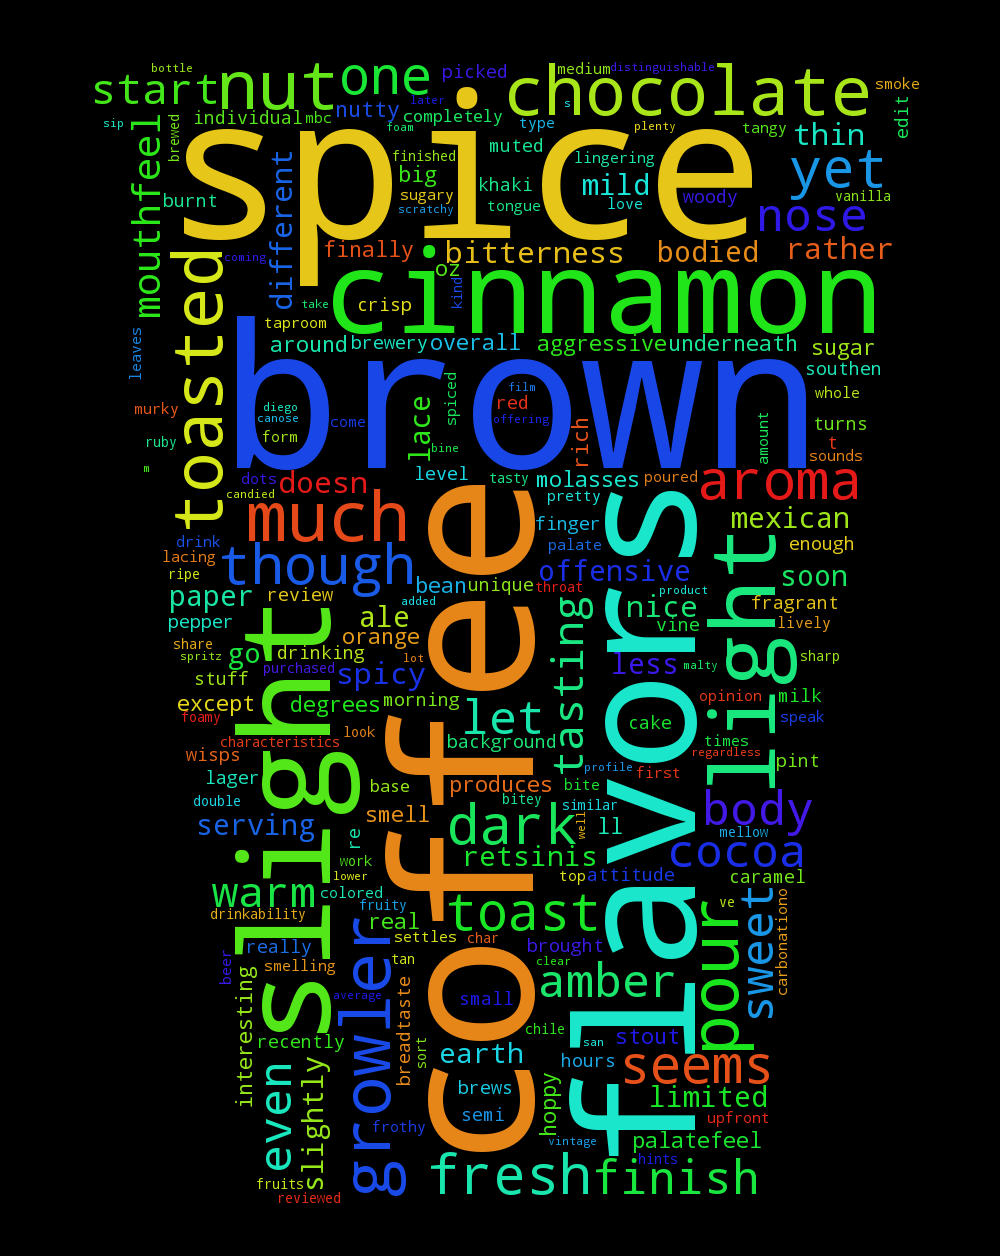 bottle
start
nut
one
picked
chocolate
medium
distinguishable
smoke
sip
brewed
individual
mbc
nutty
later
foam
completely
type
s
plenty
tangy
thin
edit
mouthfeel
burnt
spice
different
finished
big
sugary
scratchy
khaki
muted
tongue
lingering
mild
love
woody
yet
vanilla
nose
toasted
coming
finally
bitterness
oz
bodied
rather
cinnamon
take
crisp
kind
taproom
leaves
around
brewery
overall
aggressive
underneath
sugar
southen
brown
whole
murky
ruby
m
diego
canose
form
come
lace
spiced
bine
film
red
offering
rich
amount
turns
t
sounds
dots
candied
doesn
level
tasty
molasses
pretty
poured
aroma
much
finger
mexican
drink
lacing
ripe
though
palate
enough
bean
unique
throat
offensive
product
soon
paper
review
added
pepper
ale
orange
nice
vine
fragrant
lively
share
spritz
go
drinking
lot
tasting
less
malty
light
sharp
stuff
purchased
spicy
except
foamy
degrees
morning
let
cake
opinion
milk
speak
characteristics
look
wisps
background
times
regardless
lager
base
produces
profile
first
bite
pint
double
bitey
similar
smell
serving
re
dark
well
ll
body
mellow
cocoa
work
lower
retsinis
top
attitude
caramel
warm
colored
fruity
drinkability
real
toast
ve
sweet
carbonationo
slight
really
settles
char
brought
clear
pour
beer
smelling
tan
coffee
flavors
interesting
average
growler
breadtaste
small
amber
recently
sort
chile
san
stout
earth
hours
seems
even
slightly
brews
semi
hoppy
limited
upfront
frothy
vintage
palatefeel
hints
fruits
reviewed
fresh
finish